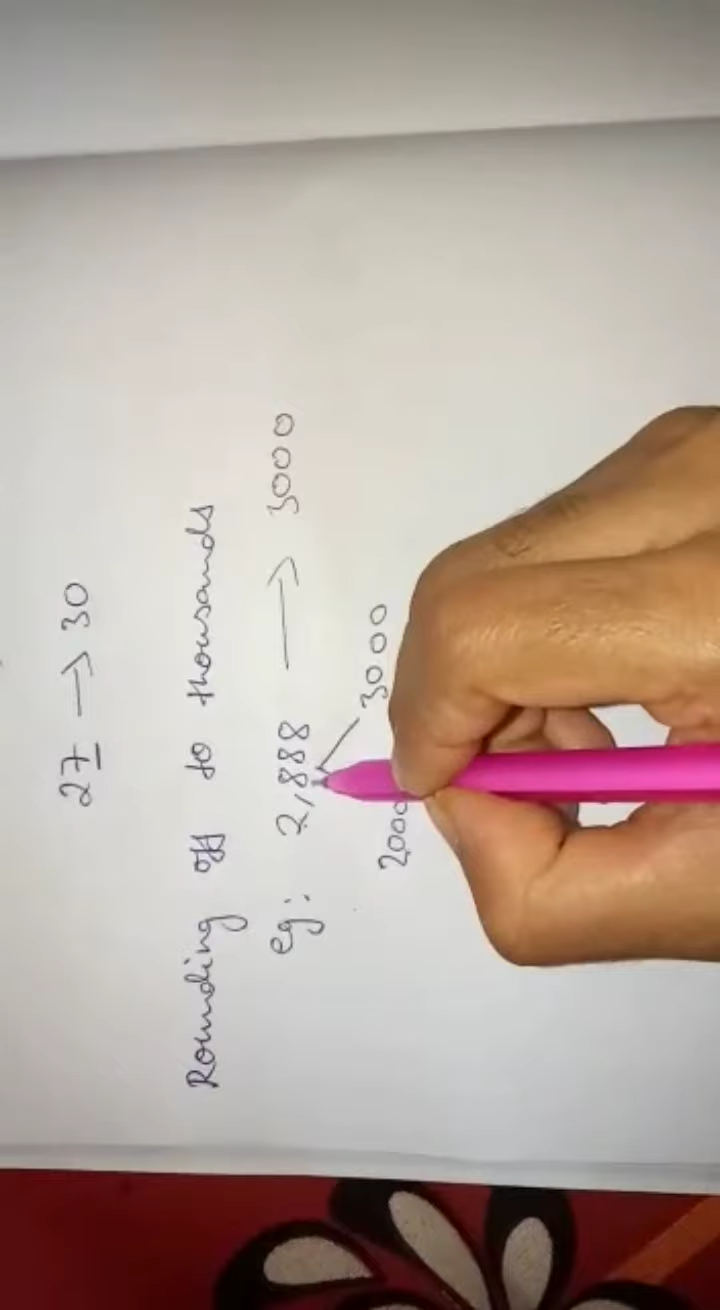 27 → 30
Rounding off to thousands
eg: 2,888 → 3000
2000 3000